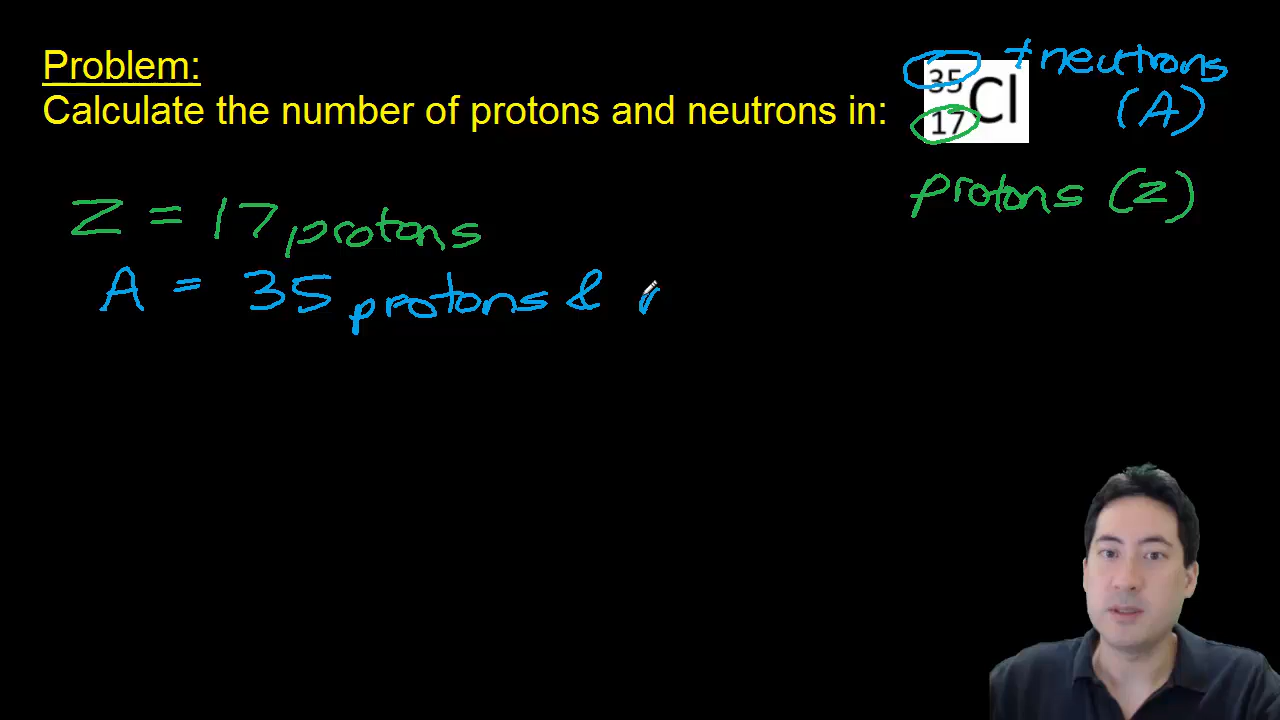 Problem:
Calculate the number of protons and neutrons in:
35
17
Cl
+neutrons
(A)
protons (Z)
Z = 17 protons
A = 35 protons &